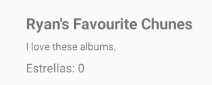 Ryan's Favourite Chunes
I love these albums.
Estrellas: 0